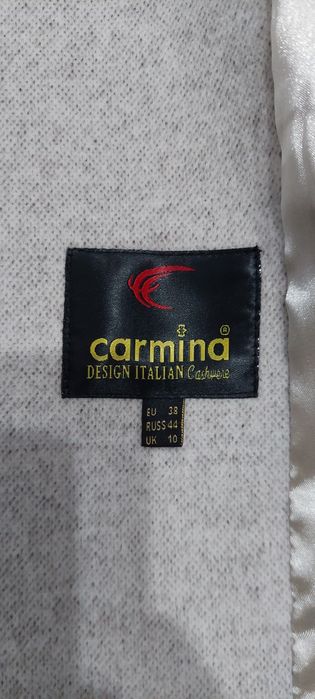 carmina ®
DESIGN ITALIAN Cashmere
EU 38
RUSS 44
UK 10